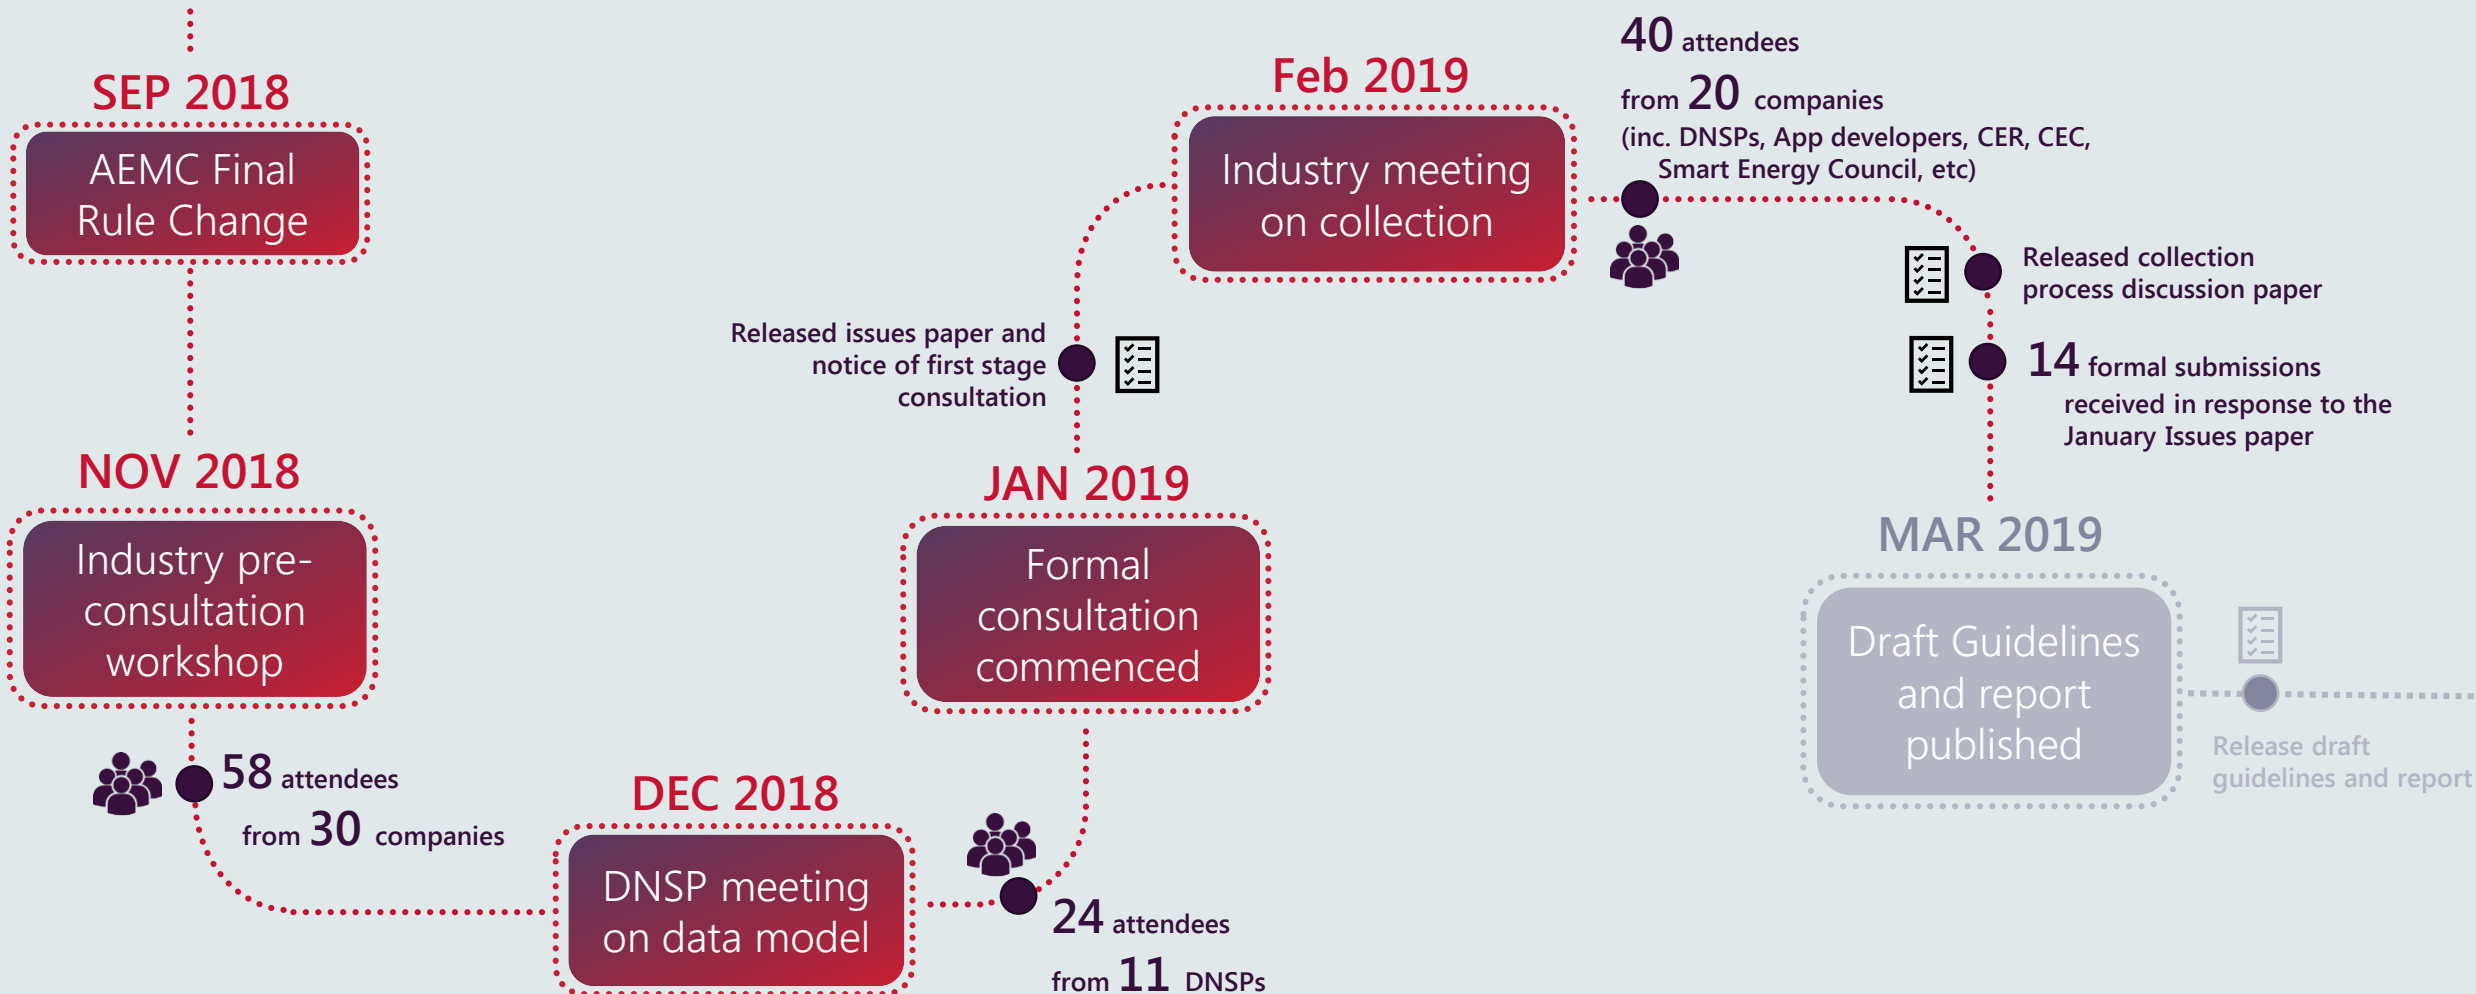 SEP 2018
AEMC Final
Rule Change
NOV 2018
Industry pre-
consultation
workshop
58 attendees
from 30 companies
DEC 2018
DNSP meeting
on data model
24 attendees
from 11 DNSPs
JAN 2019
Formal
consultation
commenced
Released issues paper and
notice of first stage
consultation
Feb 2019
Industry meeting
on collection
40 attendees
from 20 companies
(inc. DNSPs, App developers, CER, CEC,
Smart Energy Council, etc)
Released collection
process discussion paper
14 formal submissions
received in response to the
January Issues paper
MAR 2019
Draft Guidelines
and report
published
Release draft
guidelines and report